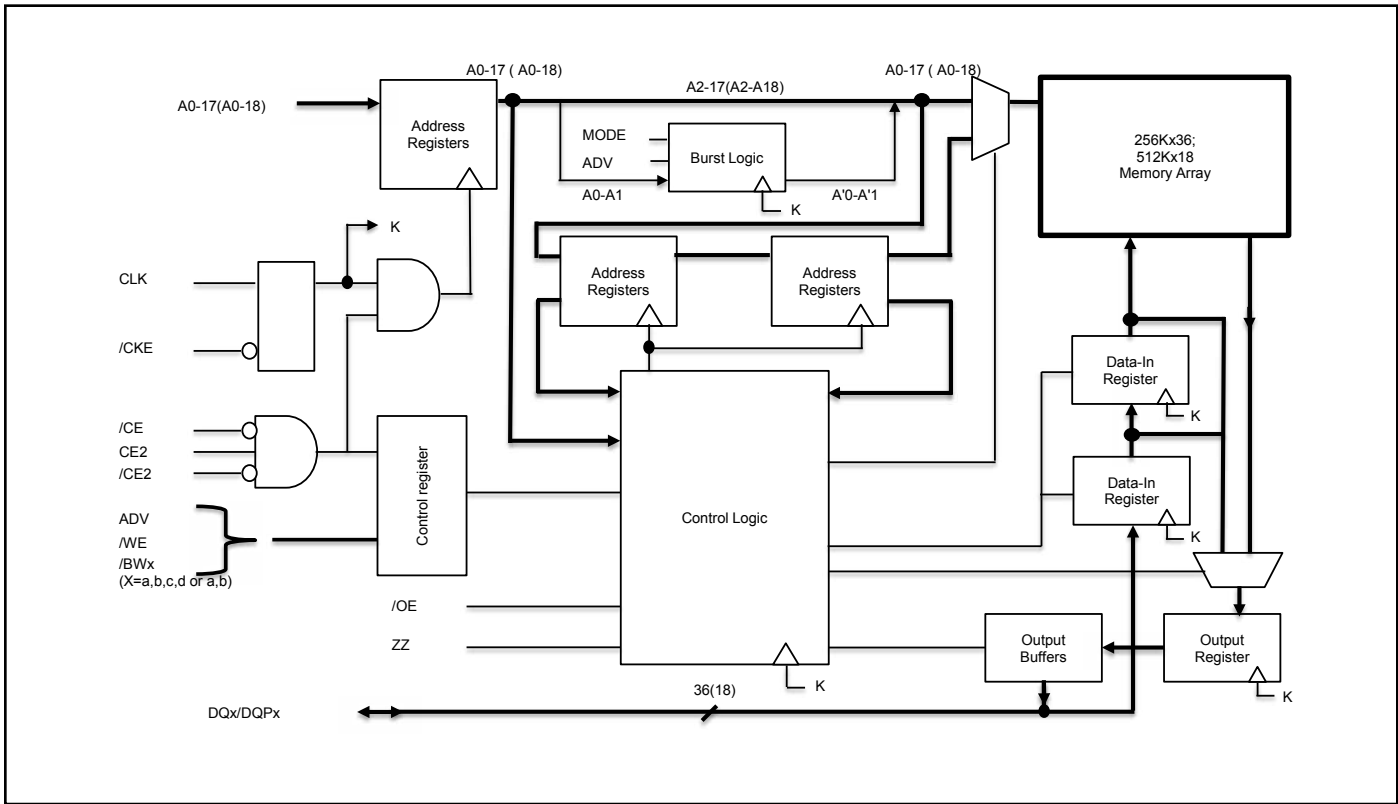 A0-17 ( A0-18)
A2-17(A2-A18)
A0-17 ( A0-18)
A0-17(A0-18)
Address
Registers
MODE
ADV
Burst Logic
A0-A1
A'0-A'1
K
256Kx36;
512Kx18
Memory Array
K
CLK
/CKE
Address
Registers
Address
Registers
Data-In
Register
K
/CE
CE2
/CE2
Control register
Data-In
Register
K
Control Logic
ADV
/WE
/BWx
(X=a,b,c,d or a,b)
/OE
ZZ
K
Output
Buffers
Output
Register
K
36(18)
DQx/DQPx